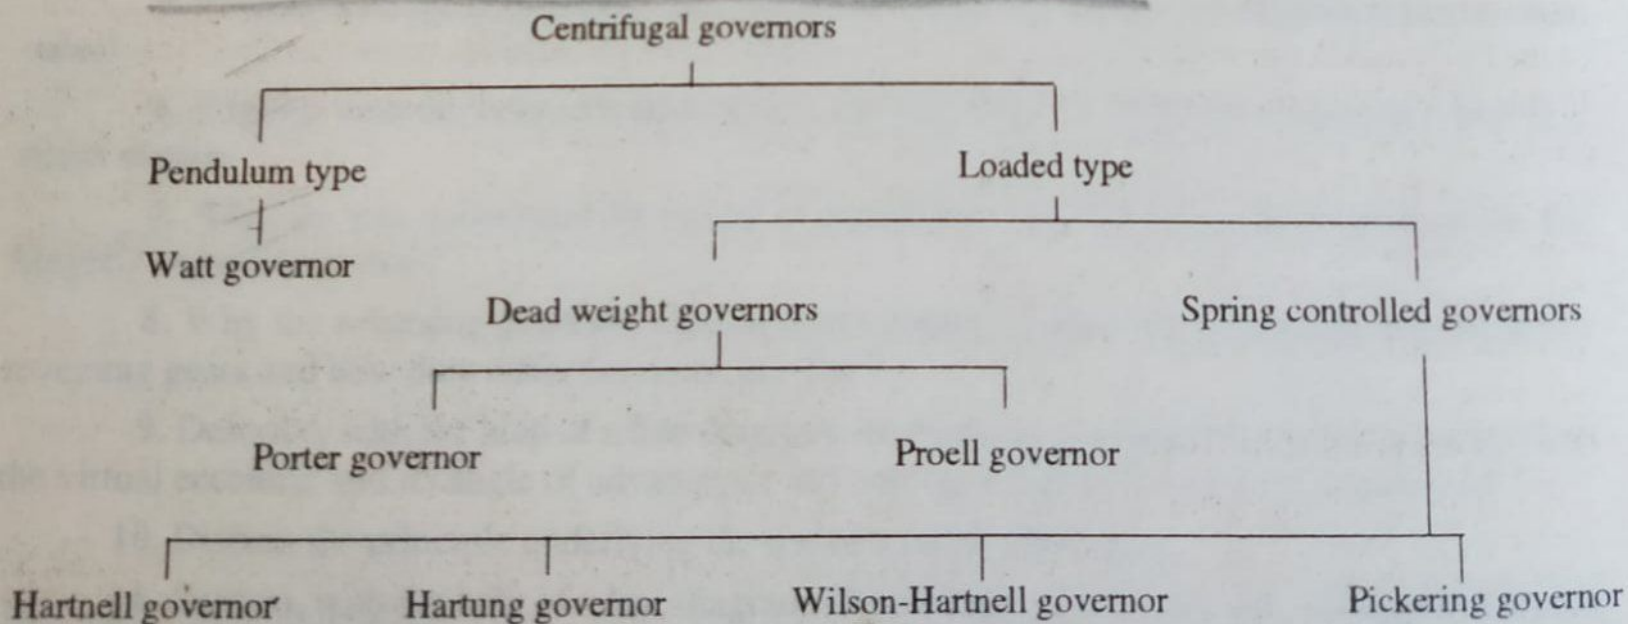 Centrifugal governors
Pendulum type
Loaded type
Watt governor
Dead weight governors
Spring controlled governors
Porter governor
Proell governor
Hartnell governor
Hartung governor
Wilson-Hartnell governor
Pickering governor